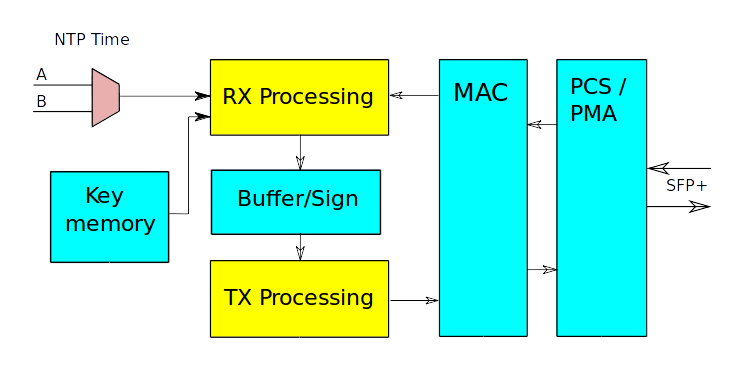 NTP Time
A
B
RX Processing
MAC
PCS /
PMA
SFP+
Key
memory
Buffer/Sign
TX Processing